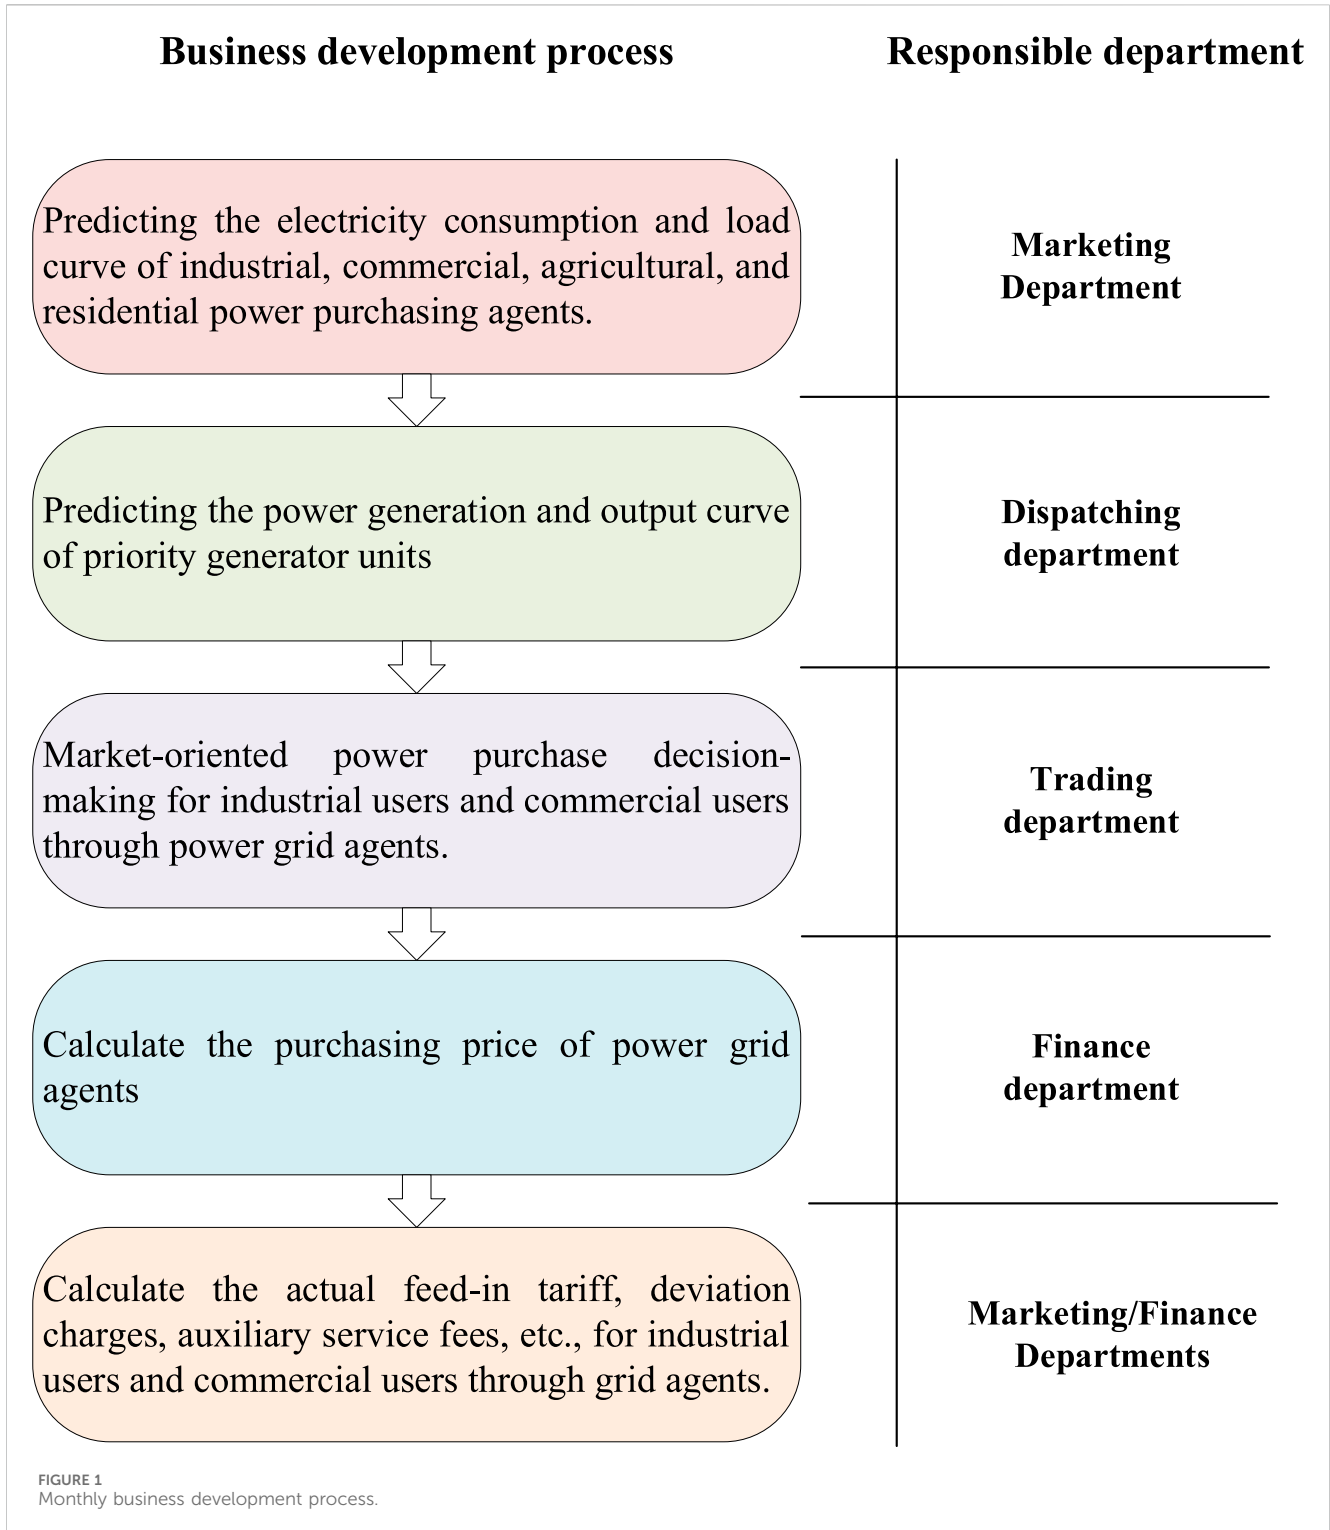 Business development process
Responsible department
Predicting the electricity consumption and load
curve of industrial, commercial, agricultural, and
residential power purchasing agents.
Marketing
Department
Predicting the power generation and output curve
of priority generator units
Dispatching
department
Market-oriented power purchase decision-
making for industrial users and commercial users
through power grid agents.
Trading
department
Calculate the purchasing price of power grid
agents
Finance
department
Calculate the actual feed-in tariff, deviation
charges, auxiliary service fees, etc., for industrial
users and commercial users through grid agents.
Marketing/Finance
Departments
FIGURE 1
Monthly business development process.